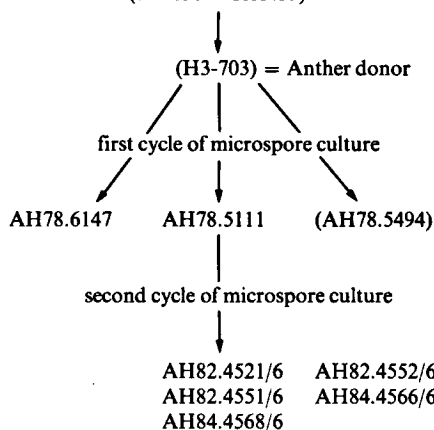 (H3-703) = Anther donor
first cycle of microspore culture
AH78.6147 AH78.5111 (AH78.5494)
second cycle of microspore culture
AH82.4521/6 AH82.4552/6
AH82.4551/6 AH84.4566/6
AH84.4568/6